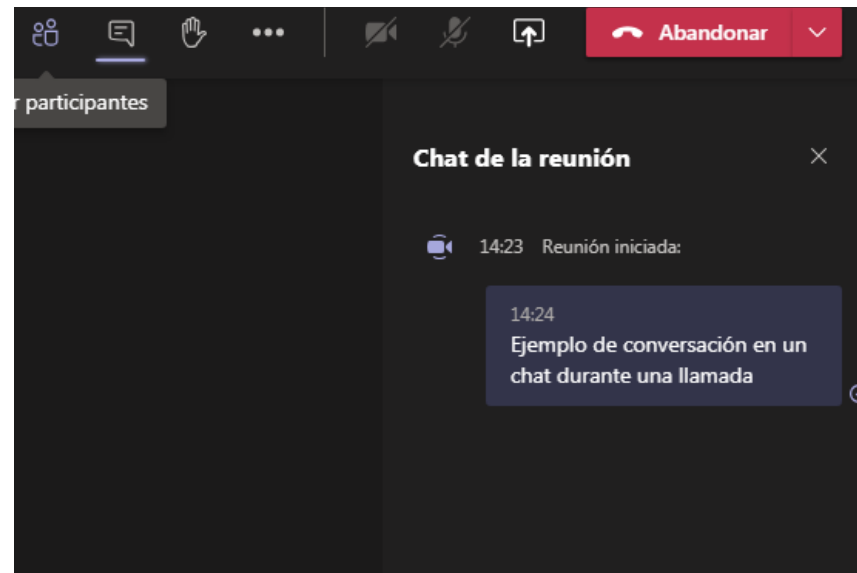 Abandonar
r participantes
Chat de la reunión
14:23 Reunión iniciada:
14:24
Ejemplo de conversación en un
chat durante una llamada